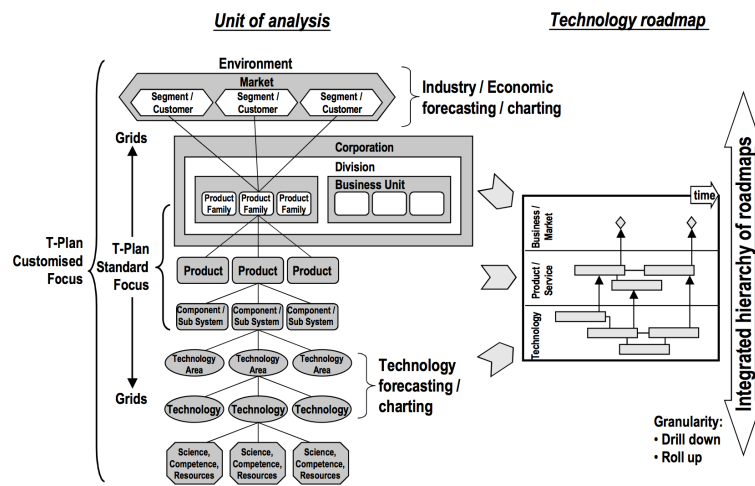 Unit of analysis
Technology roadmap
Environment
Market
Segment /
Customer
Segment /
Customer
Segment /
Customer
Industry / Economic
forecasting / charting
Grids
Corporation
Division
Business Unit
Product
Family
Product
Family
Product
Family
T-Plan
Customised
Focus
T-Plan
Standard
Focus
Product
Product
Product
Component /
Sub System
Component /
Sub System
Component /
Sub System
Technology
Area
Technology
Area
Technology
Area
Technology
forecasting /
charting
Grids
Technology
Technology
Technology
Science,
Competence,
Resources
Science,
Competence,
Resources
Science,
Competence,
Resources
time
Business /
Market
Product /
Service
Technology
Integrated hierarchy of roadmaps
Granularity:
• Drill down
• Roll up